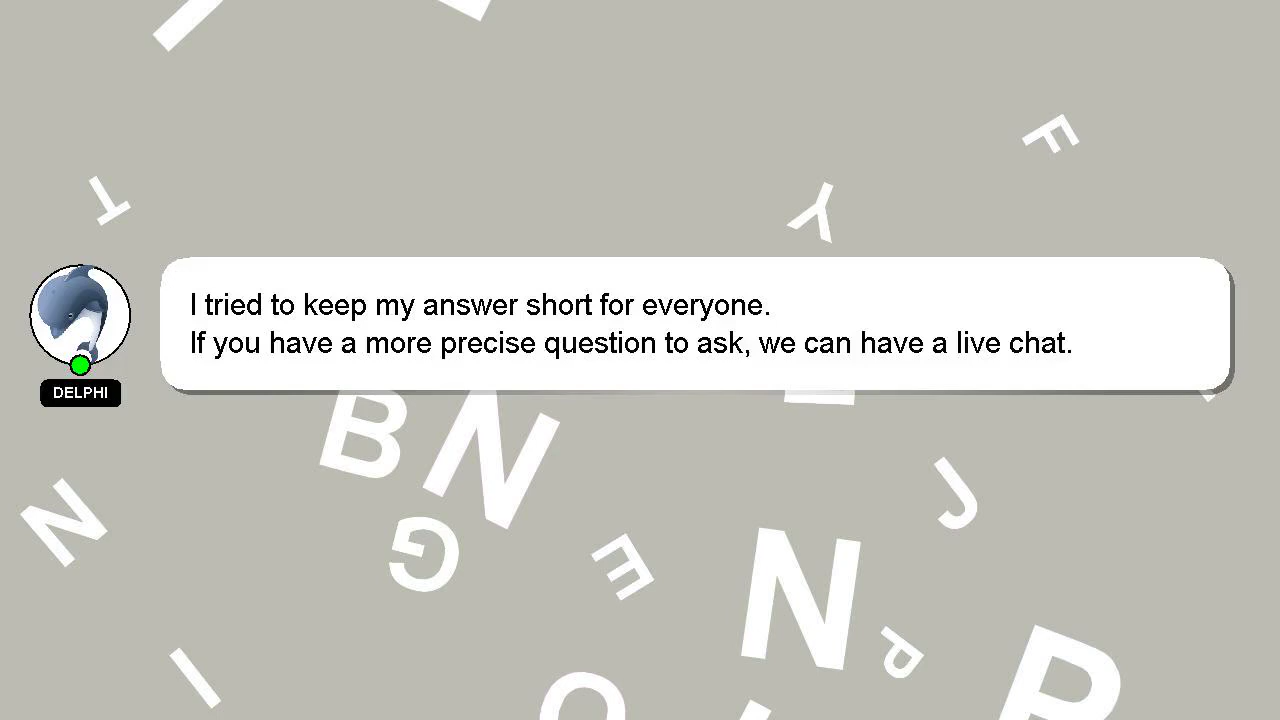 T
F
Y
I tried to keep my answer short for everyone.
If you have a more precise question to ask, we can have a live chat.
DELPHI
B
N
N
J
G
E
N
P
I
O
P